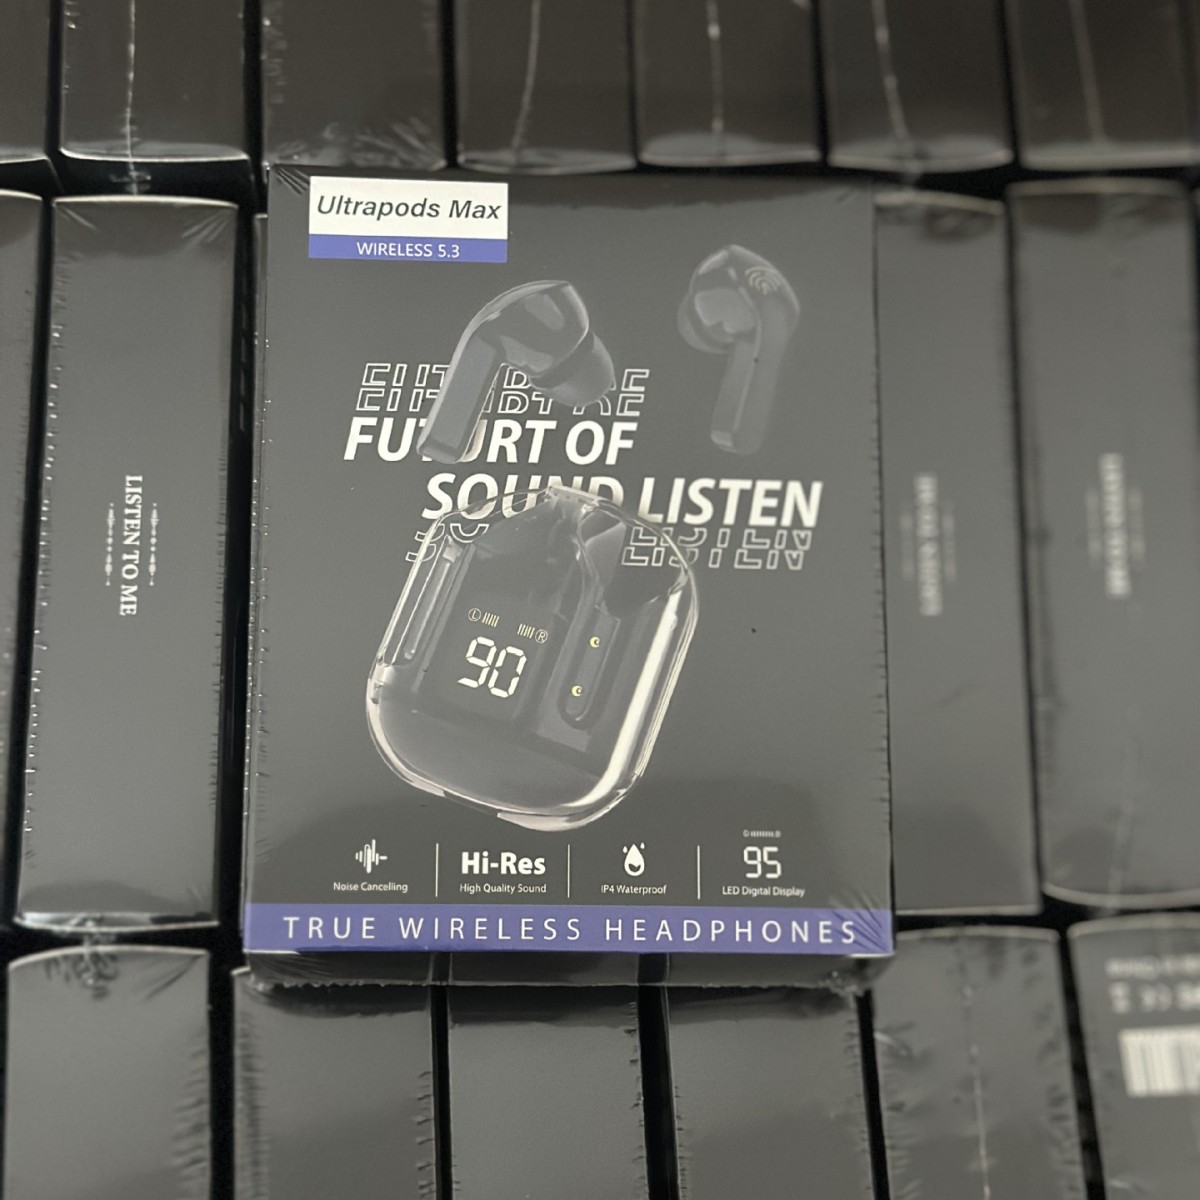 Ultrapods Max
WIRELESS 5.3
FUTURT OF
SOUND LISTEN
L R
90
Noise Cancelling
Hi-Res
High Quality Sound
IP4 Waterproof
95
LED Digital Display
TRUE WIRELESS HEADPHONES
LISTEN TO ME